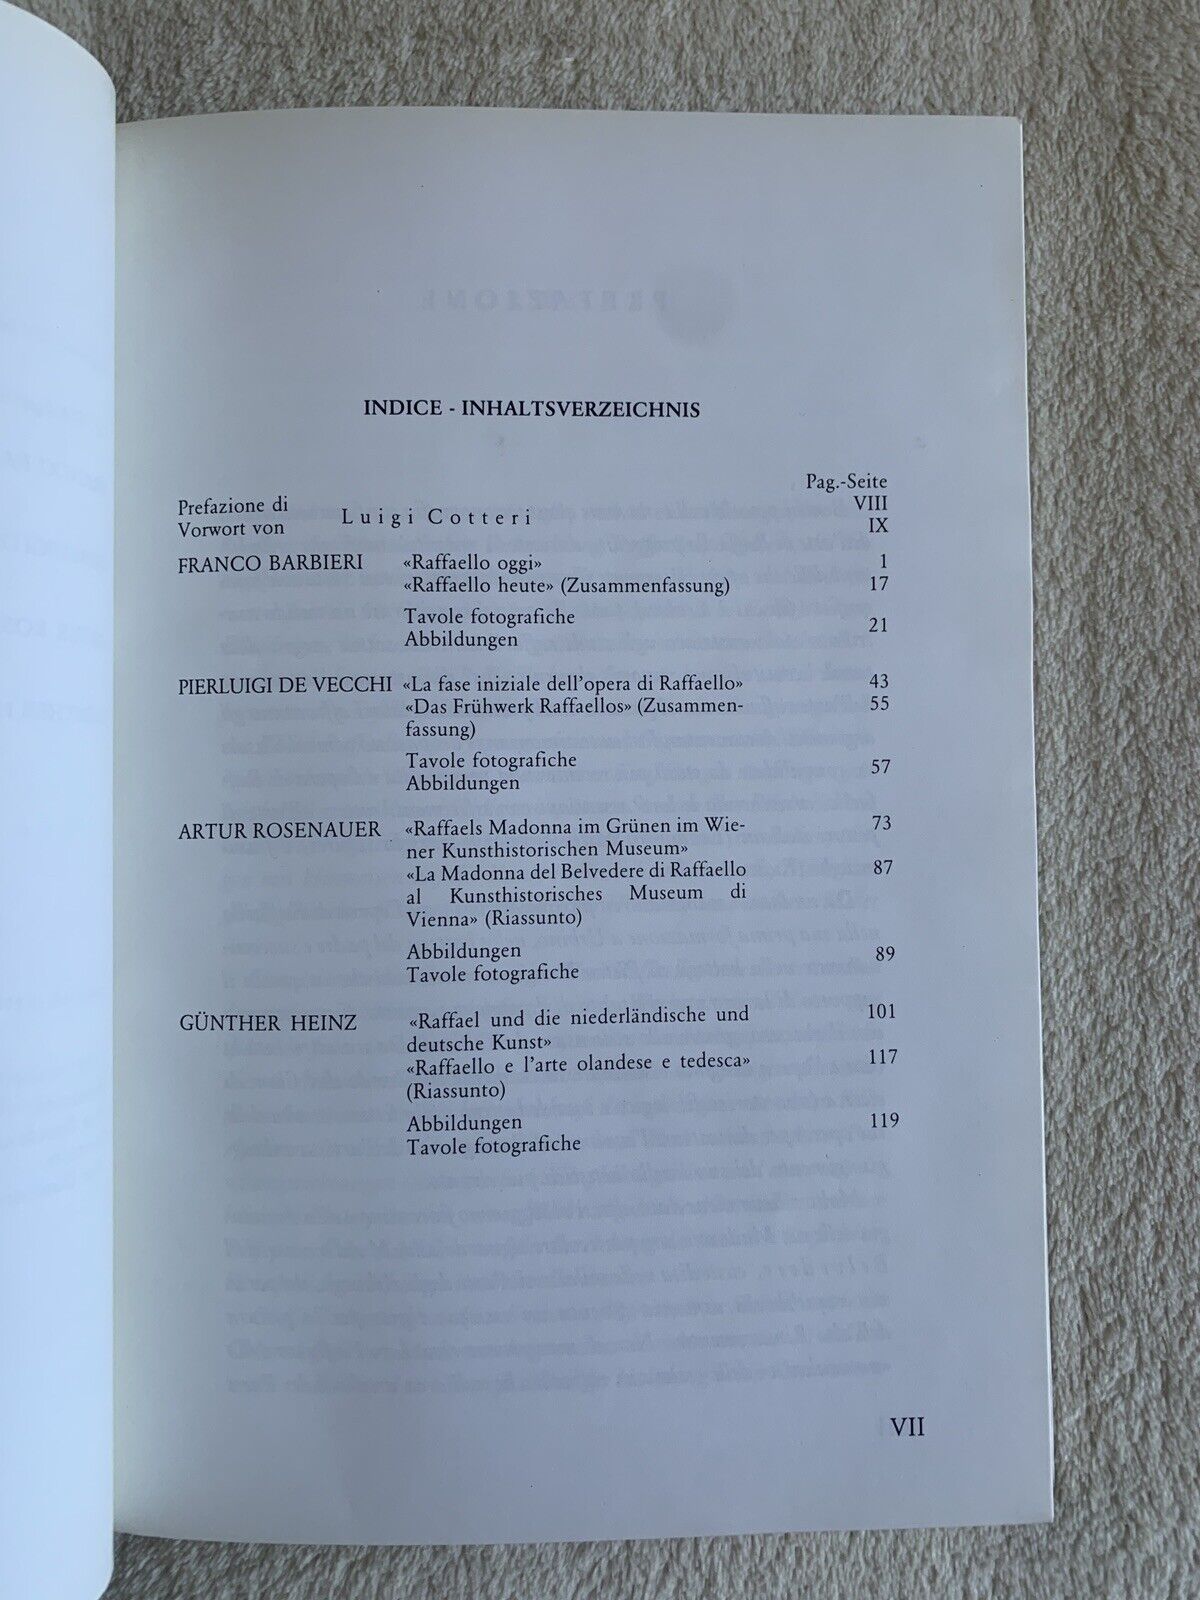 INDICE - INHALTSVERZEICHNIS
Pag.-Seite
Prefazione di VIII
Vorwort von Luigi Cotteri IX
FRANCO BARBIERI «Raffaello oggi» 1
«Raffaello heute» (Zusammenfassung) 17
Tavole fotografiche
Abbildungen 21
PIERLUIGI DE VECCHI «La fase iniziale dell'opera di Raffaello» 43
«Das Frühwerk Raffaellos» (Zusammen- 55
fassung)
Tavole fotografiche
Abbildungen 57
ARTUR ROSENAUER «Raffaels Madonna im Grünen im Wie- 73
ner Kunsthistorischen Museum»
«La Madonna del Belvedere di Raffaello 87
al Kunsthistorisches Museum di
Vienna» (Riassunto)
Abbildungen 89
Tavole fotografiche
GÜNTHER HEINZ «Raffael und die niederländische und 101
deutsche Kunst»
«Raffaello e l'arte olandese e tedesca» 117
(Riassunto)
Abbildungen 119
Tavole fotografiche
VII